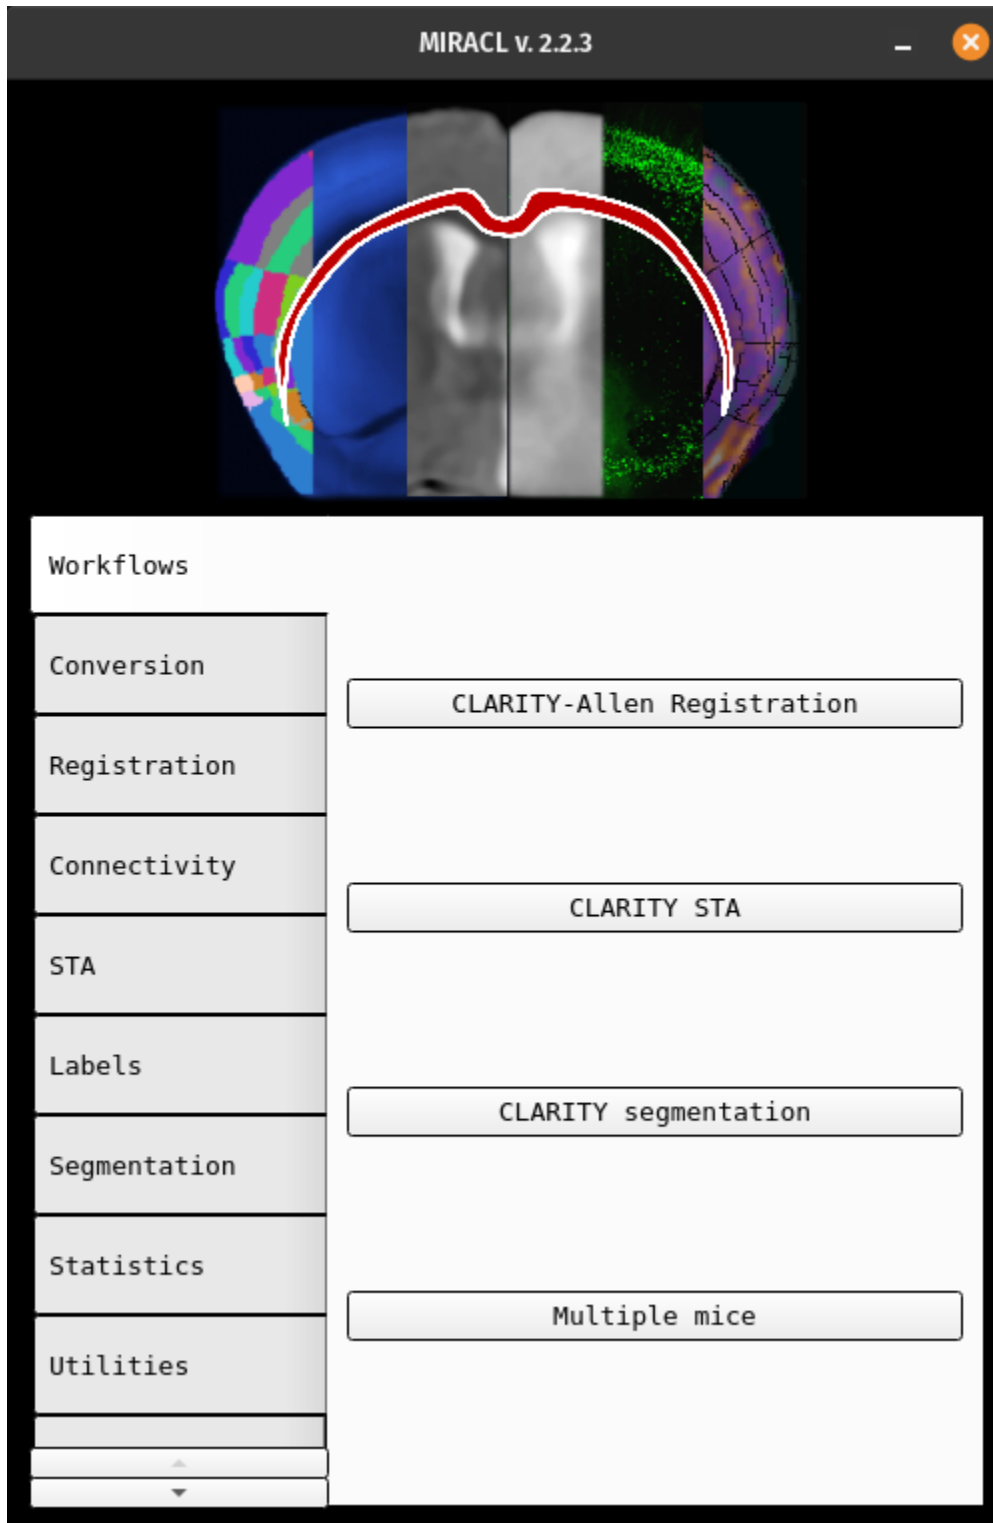 MIRACL v. 2.2.3
Workflows
Conversion
Registration
Connectivity
STA
Labels
Segmentation
Statistics
Utilities
CLARITY-Allen Registration
CLARITY STA
CLARITY segmentation
Multiple mice